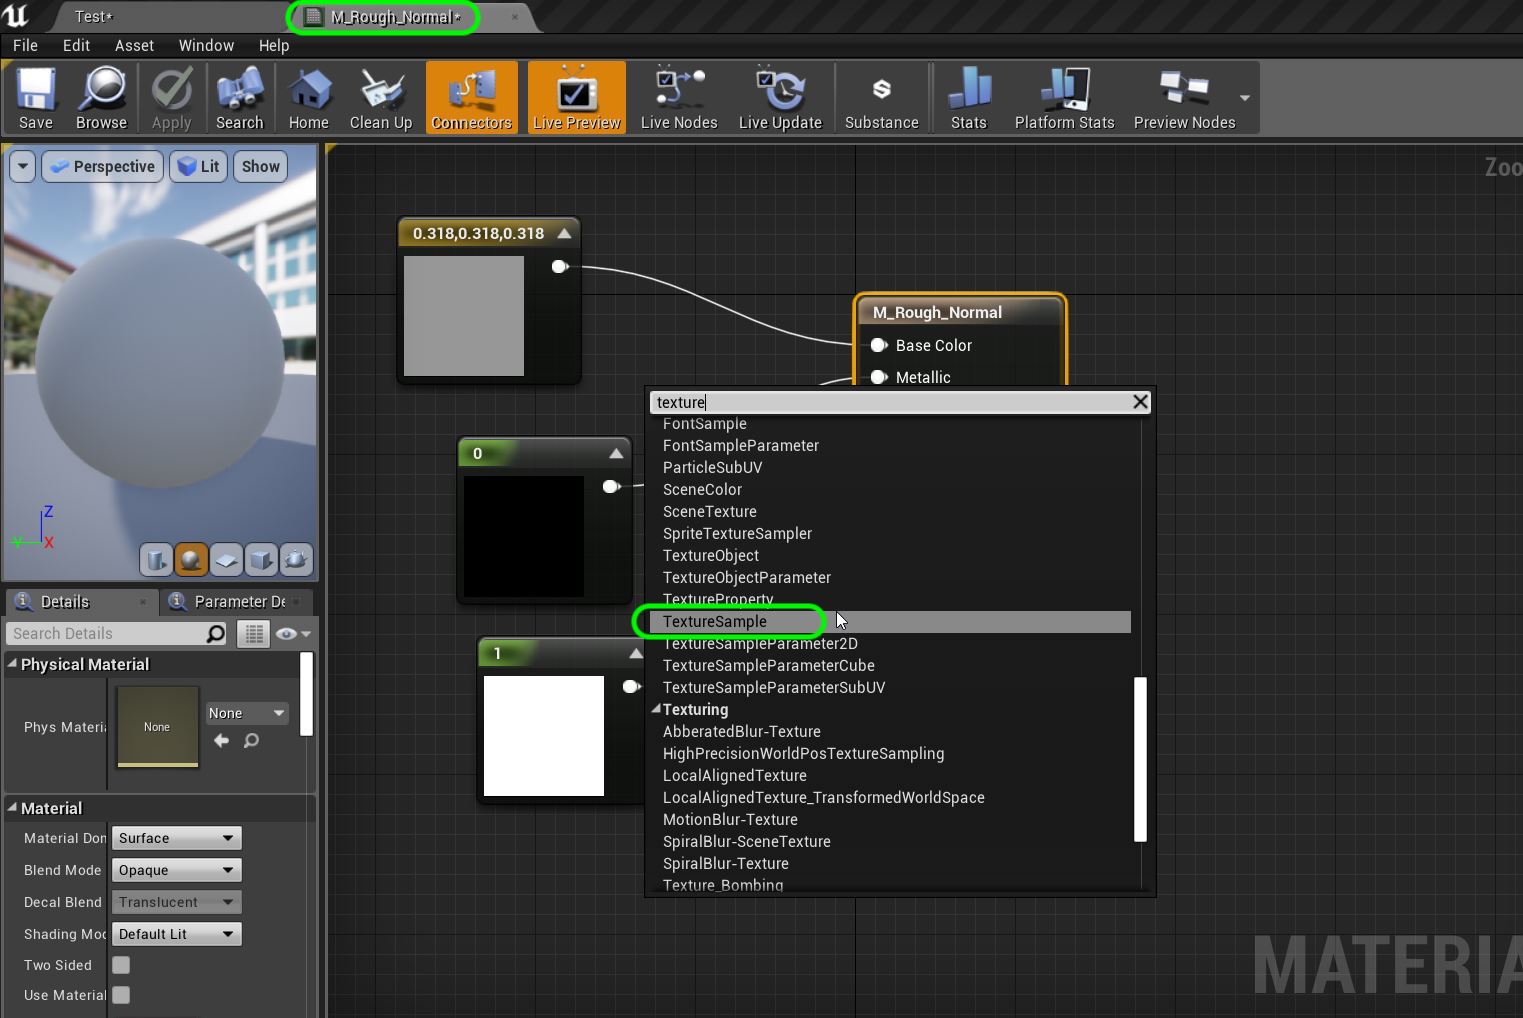 Test*
M_Rough_Normal*
File Edit Asset Window Help
Save Browse Apply Search Home Clean Up Connectors Live Preview Live Nodes Live Update Substance Stats Platform Stats Preview Nodes
Perspective Lit Show
Zoo
0.318,0.318,0.318
M_Rough_Normal
Base Color
Metallic
texture
FontSample
FontSampleParameter
0
ParticleSubUV
SceneColor
SceneTexture
SpriteTextureSampler
TextureObject
TextureObjectParameter
TextureProperty
TextureSample
TextureSampleParameter2D
TextureSampleParameterCube
TextureSampleParameterSubUV
1
Texturing
AbberatedBlur-Texture
HighPrecisionWorldPosTextureSampling
LocalAlignedTexture
LocalAlignedTexture_TransformedWorldSpace
MotionBlur-Texture
SpiralBlur-SceneTexture
SpiralBlur-Texture
Texture_Bombing
Z
Y X
Details Parameter De
Search Details
Physical Material
Phys Materi None None
Material
Material Don Surface
Blend Mode Opaque
Decal Blend Translucent
Shading Moc Default Lit
Two Sided
Use Material
MATERIA